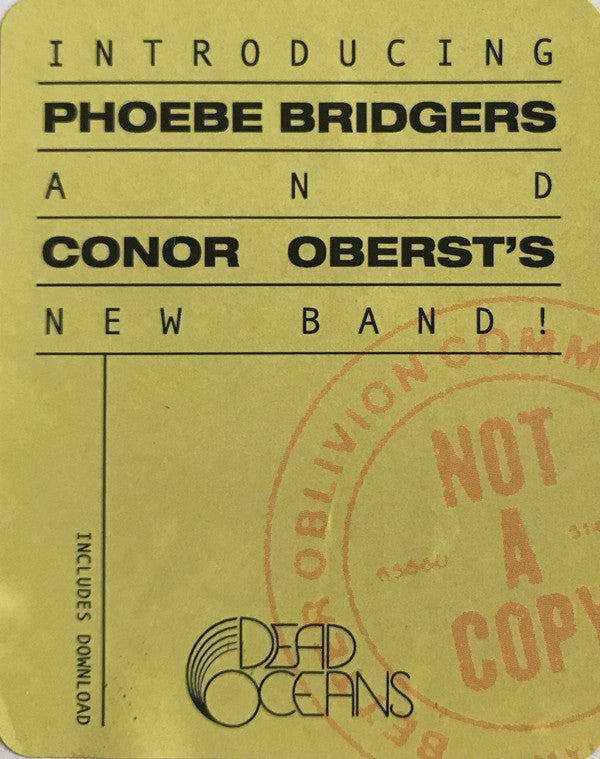 INTRODUCING
PHOEBE BRIDGERS
AND
CONOR OBERST'S
NEW BAND!
INCLUDES DOWNLOAD
DEAD
OCEANS
OBLIVION COMM
NOT
A
COPY